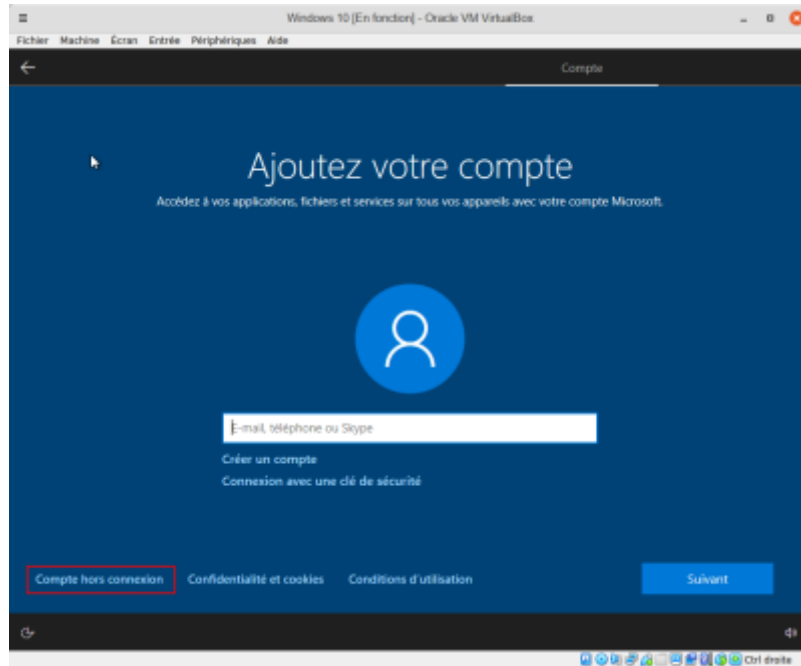 Windows 10 [En fonction] - Oracle VM VirtualBox
Fichier Machine Écran Entrée Périphériques Aide
Compte
Ajoutez votre compte
Accédez à vos applications, fichiers et services sur tous vos appareils avec votre compte Microsoft.
E-mail, téléphone ou Skype
Créer un compte
Connexion avec une clé de sécurité
Compte hors connexion Confidentialité et cookies Conditions d'utilisation Suivant
Ctrl droite